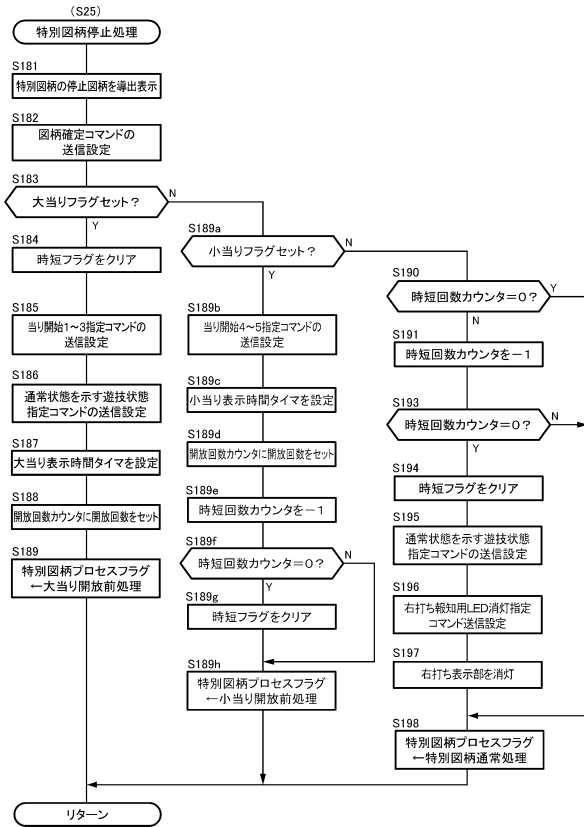 (S25)
特別図柄停止処理
S181
特別図柄の停止図柄を導出表示
S182
図柄確定コマンドの
送信設定
S183
大当りフラグセット？
N
Y
S184
時短フラグをクリア
S185
当り開始1～3指定コマンドの
送信設定
S186
通常状態を示す遊技状態
指定コマンドの送信設定
S187
大当り表示時間タイマを設定
S188
開放回数カウンタに開放回数をセット
S189
特別図柄プロセスフラグ
←大当り開放前処理
リターン
S189a
小当りフラグセット？
N
Y
S189b
当り開始4～5指定コマンドの
送信設定
S189c
小当り表示時間タイマを設定
S189d
開放回数カウンタに開放回数をセット
S189e
時短回数カウンタを－1
S189f
時短回数カウンタ＝0？
N
Y
S189g
時短フラグをクリア
S189h
特別図柄プロセスフラグ
←小当り開放前処理
S190
時短回数カウンタ＝0？
Y
N
S191
時短回数カウンタを－1
S193
時短回数カウンタ＝0？
N
Y
S194
時短フラグをクリア
S195
通常状態を示す遊技状態
指定コマンドの送信設定
S196
右打ち報知用LED消灯指定
コマンド送信設定
S197
右打ち表示部を消灯
S198
特別図柄プロセスフラグ
←特別図柄通常処理